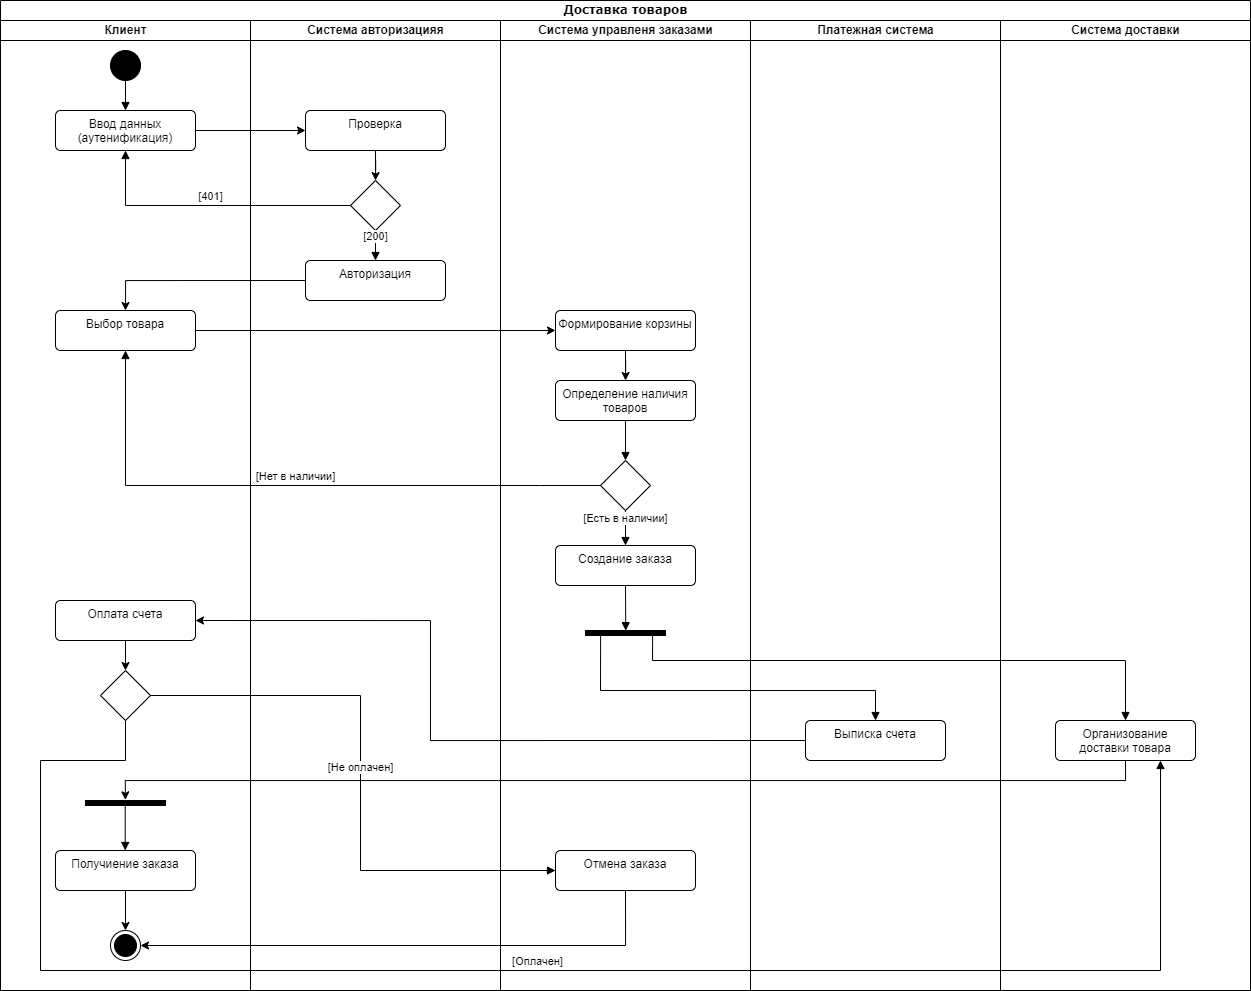 Доставка товаров
Клиент
Система авторизацияя
Система управленя заказами
Платежная система
Система доставки
Ввод данных
(аутенификация)
Проверка
[401]
[200]
Авторизация
Выбор товара
Формирование корзины
Определение наличия
товаров
[Нет в наличии]
[Есть в наличии]
Создание заказа
Оплата счета
Выписка счета
Организование
доставки товара
[Не оплачен]
Получиение заказа
Отмена заказа
[Оплачен]